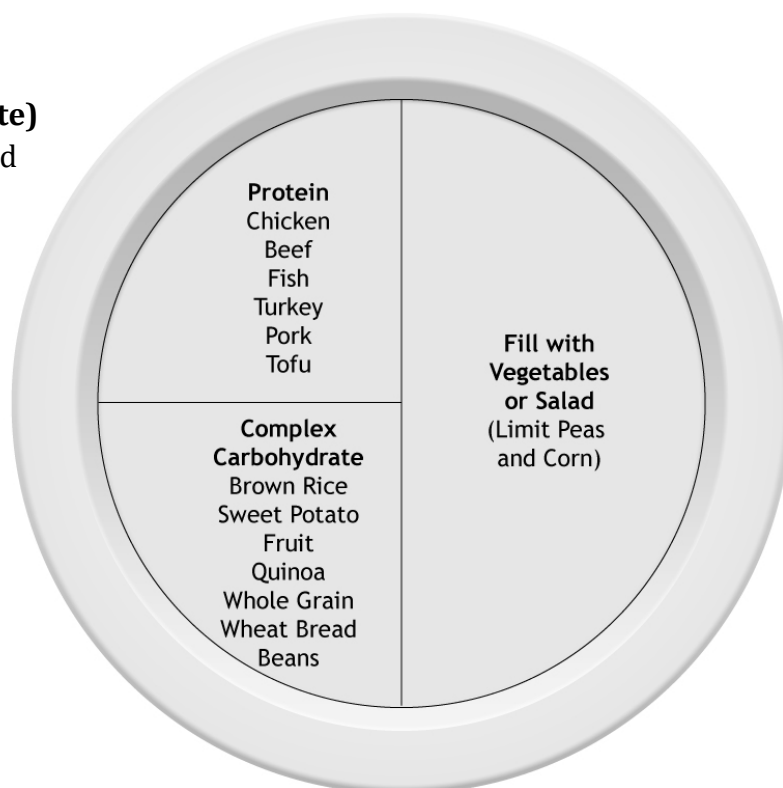 te)
d
Protein
Chicken
Beef
Fish
Turkey
Pork
Tofu
Complex
Carbohydrate
Brown Rice
Sweet Potato
Fruit
Quinoa
Whole Grain
Wheat Bread
Beans
Fill with
Vegetables
or Salad
(Limit Peas
and Corn)